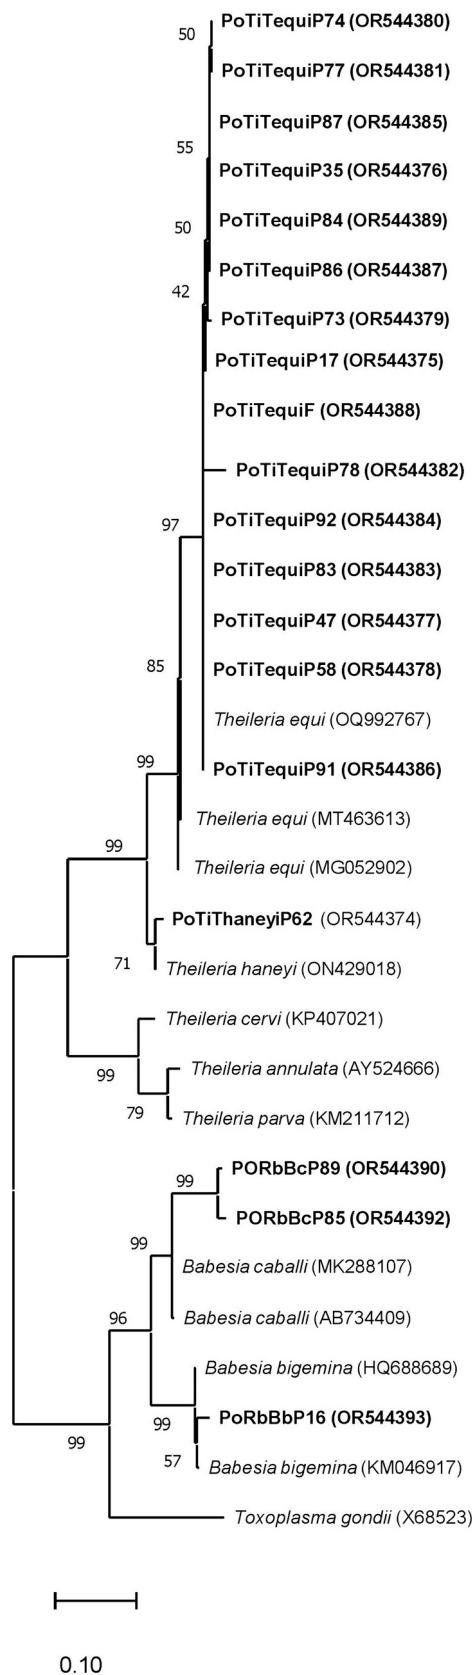 50
PoTiTequiP74 (OR544380)
PoTiTequiP77 (OR544381)
PoTiTequiP87 (OR544385)
55
PoTiTequiP35 (OR544376)
50
PoTiTequiP84 (OR544389)
PoTiTequiP86 (OR544387)
42
PoTiTequiP73 (OR544379)
PoTiTequiP17 (OR544375)
PoTiTequiF (OR544388)
PoTiTequiP78 (OR544382)
97
PoTiTequiP92 (OR544384)
PoTiTequiP83 (OR544383)
PoTiTequiP47 (OR544377)
85
PoTiTequiP58 (OR544378)
Theileria equi (OQ992767)
99
PoTiTequiP91 (OR544386)
Theileria equi (MT463613)
99
Theileria equi (MG052902)
PoTiThaneyiP62 (OR544374)
71
Theileria haneyi (ON429018)
Theileria cervi (KP407021)
99
Theileria annulata (AY524666)
79
Theileria parva (KM211712)
99
PORbBcP89 (OR544390)
PORbBcP85 (OR544392)
99
Babesia caballi (MK288107)
96
Babesia caballi (AB734409)
Babesia bigemina (HQ688689)
99
PoRbBbP16 (OR544393)
99
57
Babesia bigemina (KM046917)
Toxoplasma gondii (X68523)
0.10